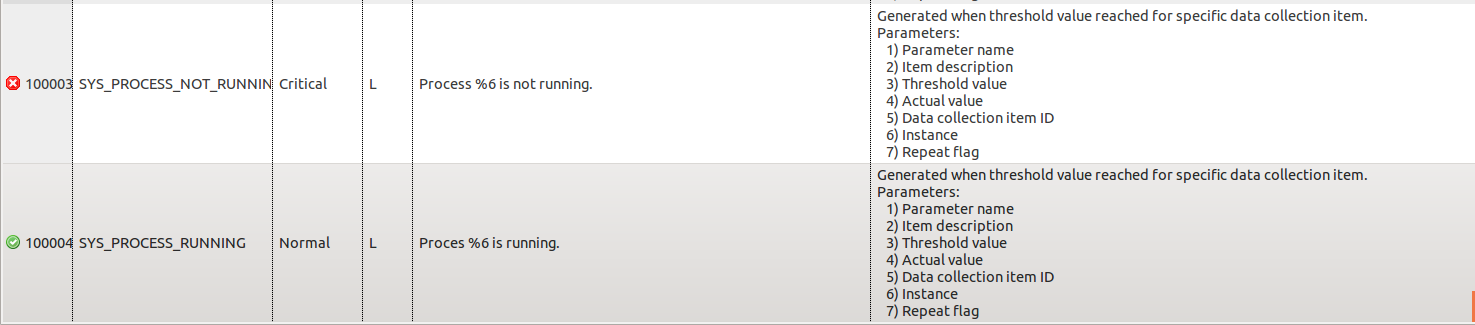 Generated when threshold value reached for specific data collection item.
Parameters:
1) Parameter name
2) Item description
100003 SYS_PROCESS_NOT_RUNNIN Critical L Process %6 is not running.
3) Threshold value
4) Actual value
5) Data collection item ID
6) Instance
7) Repeat flag
Generated when threshold value reached for specific data collection item.
Parameters:
1) Parameter name
2) Item description
100004 SYS_PROCESS_RUNNING Normal L Proces %6 is running.
3) Threshold value
4) Actual value
5) Data collection item ID
6) Instance
7) Repeat flag